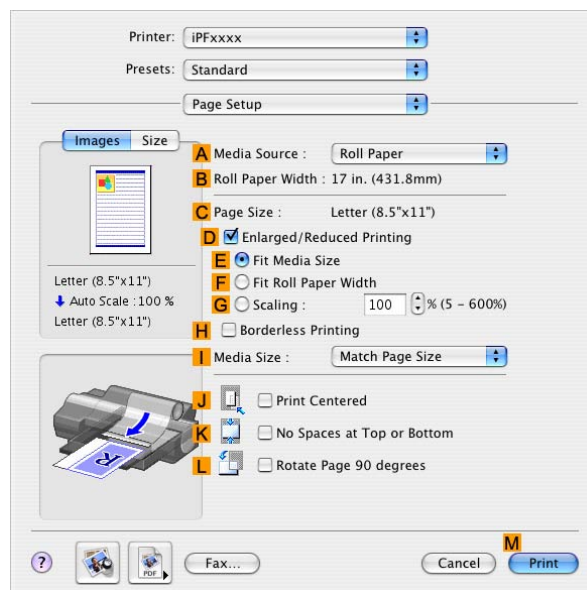 Printer: iPFxxxx
Presets: Standard
Page Setup
Images Size
A Media Source : Roll Paper
B Roll Paper Width : 17 in. (431.8mm)
C Page Size : Letter (8.5"x11")
D Enlarged/Reduced Printing
E Fit Media Size
F Fit Roll Paper Width
G Scaling : 100 % (5 - 600%)
H Borderless Printing
I Media Size : Match Page Size
Letter (8.5"x11")
Auto Scale :100 %
Letter (8.5"x11")
J Print Centered
K No Spaces at Top or Bottom
L Rotate Page 90 degrees
R
M
? PDF Fax... Cancel Print